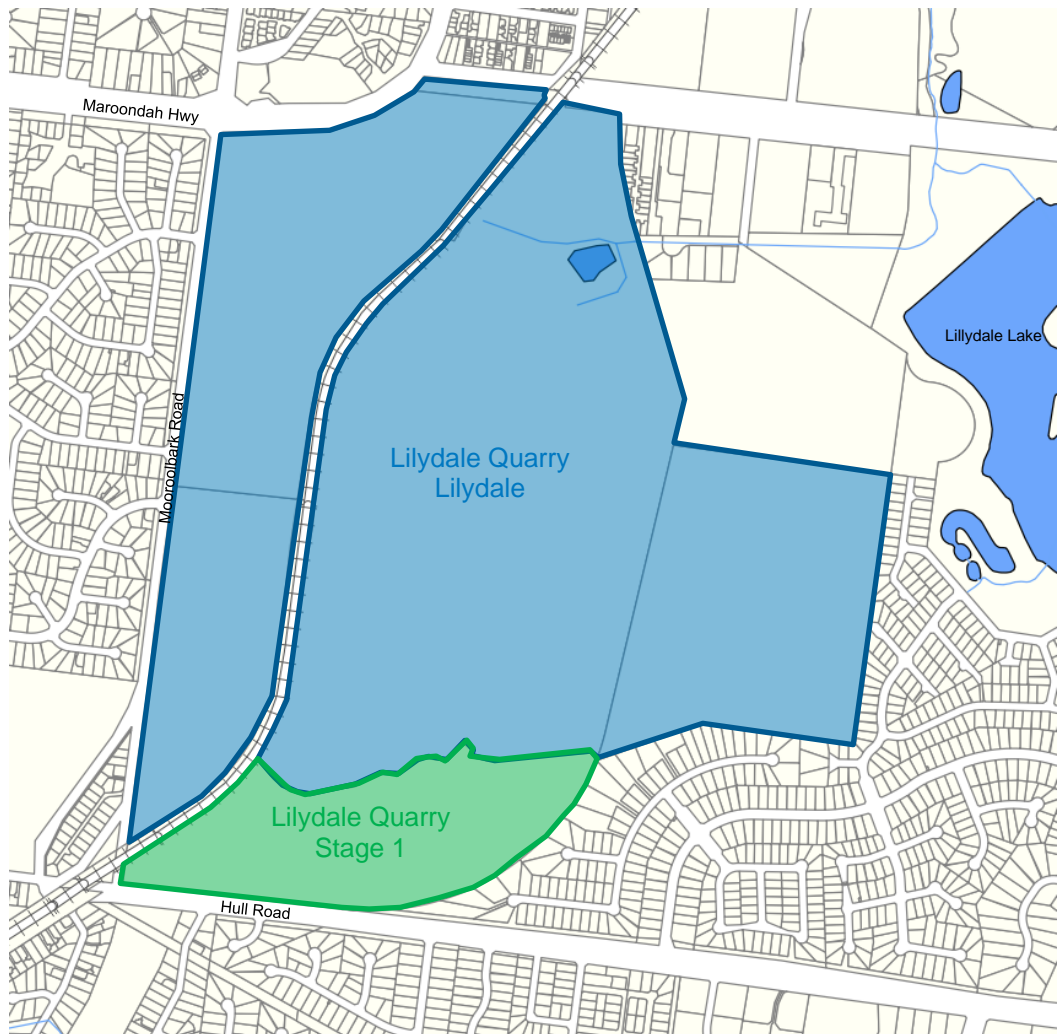 Maroondah Hwy
Lillydale Lake
Mooroolbark Road
Lilydale Quarry
Lilydale
Lilydale Quarry
Stage 1
Hull Road